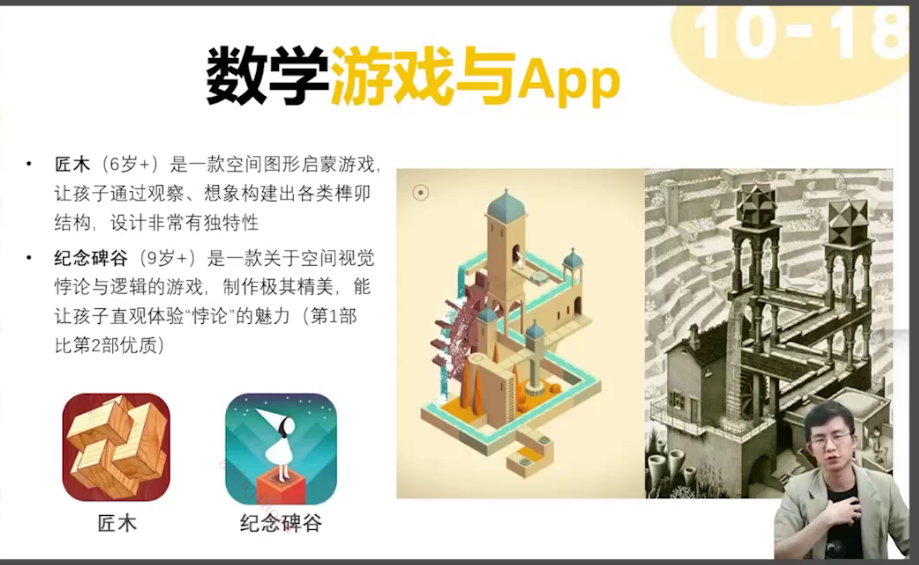 10-18
数学游戏与App
• 匠木（6岁+）是一款空间图形启蒙游戏，
让孩子通过观察、想象构建出各类榫卯
结构，设计非常有独特性
• 纪念碑谷（9岁+）是一款关于空间视觉
悖论与逻辑的游戏，制作极其精美，能
让孩子直观体验“悖论”的魅力（第1部
比第2部优质）
匠木
纪念碑谷